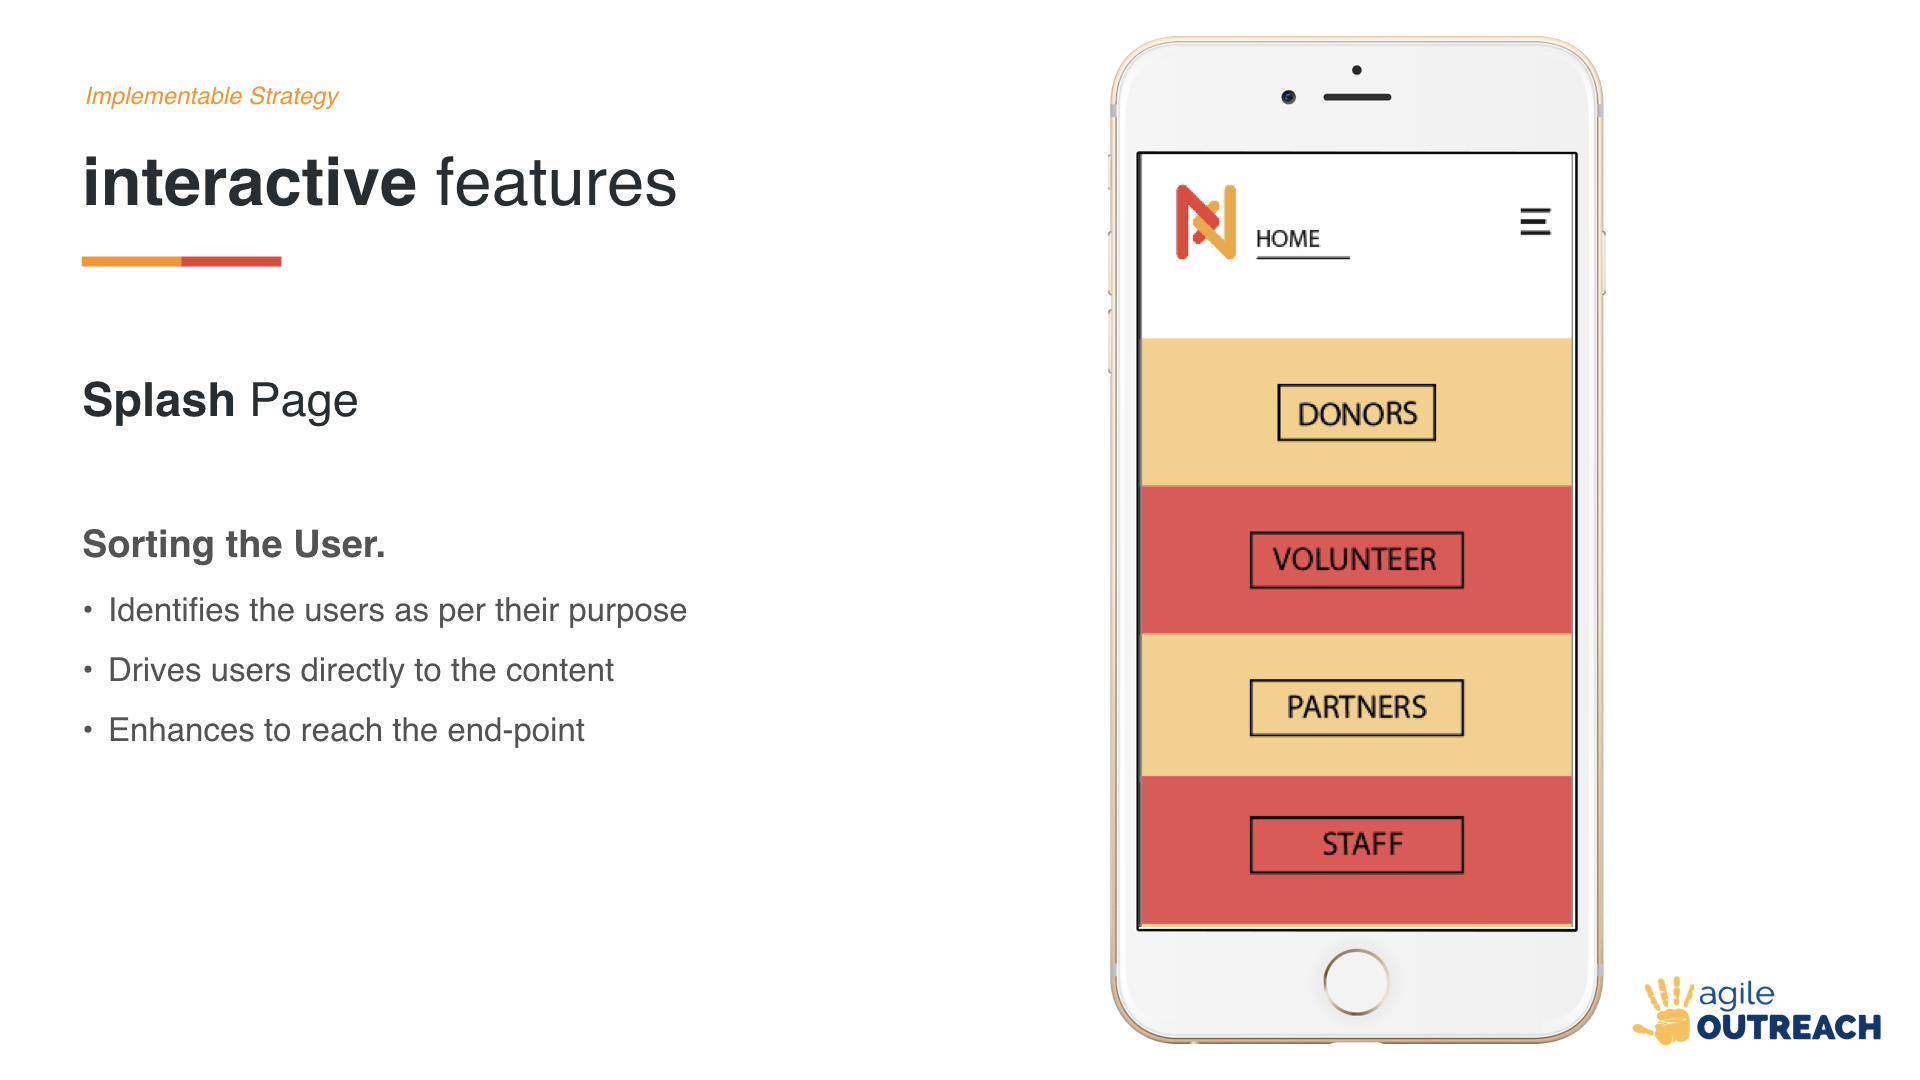 Implementable Strategy
interactive features
Splash Page
Sorting the User.
• Identifies the users as per their purpose
• Drives users directly to the content
• Enhances to reach the end-point
HOME
DONORS
VOLUNTEER
PARTNERS
STAFF
agile
OUTREACH